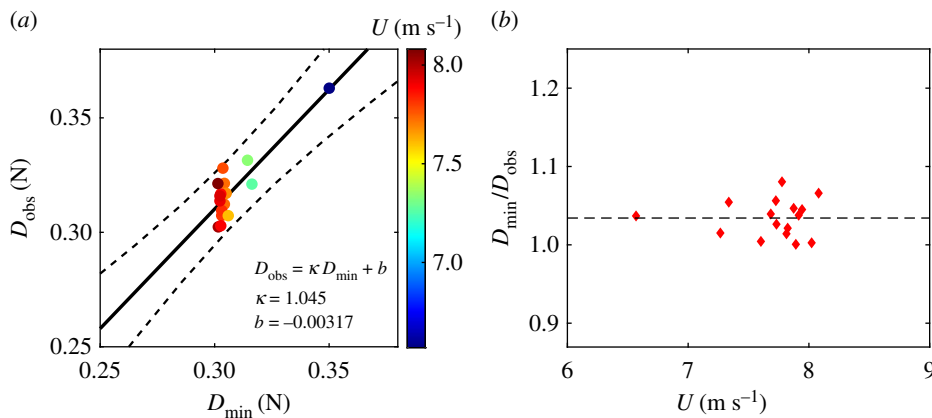 (a)
U (m s⁻¹)
D_obs (N)
0.35
0.30
0.25
0.25
0.30
0.35
D_min (N)
D_obs = κ D_min + b
κ = 1.045
b = –0.00317
8.0
7.5
7.0
(b)
D_min/D_obs
1.2
1.1
1.0
0.9
6
7
8
9
U (m s⁻¹)